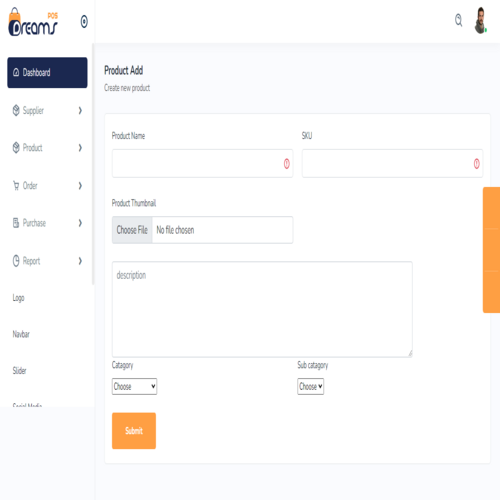 POS
Dreams
Dashboard
Supplier
Product
Order
Purchase
Report
Logo
Navbar
Slider
Social Media
Product Add
Create new product
Product Name
SKU
Product Thumbnail
Choose File No file chosen
description
Catagory
Sub catagory
Choose
Choose
Submit